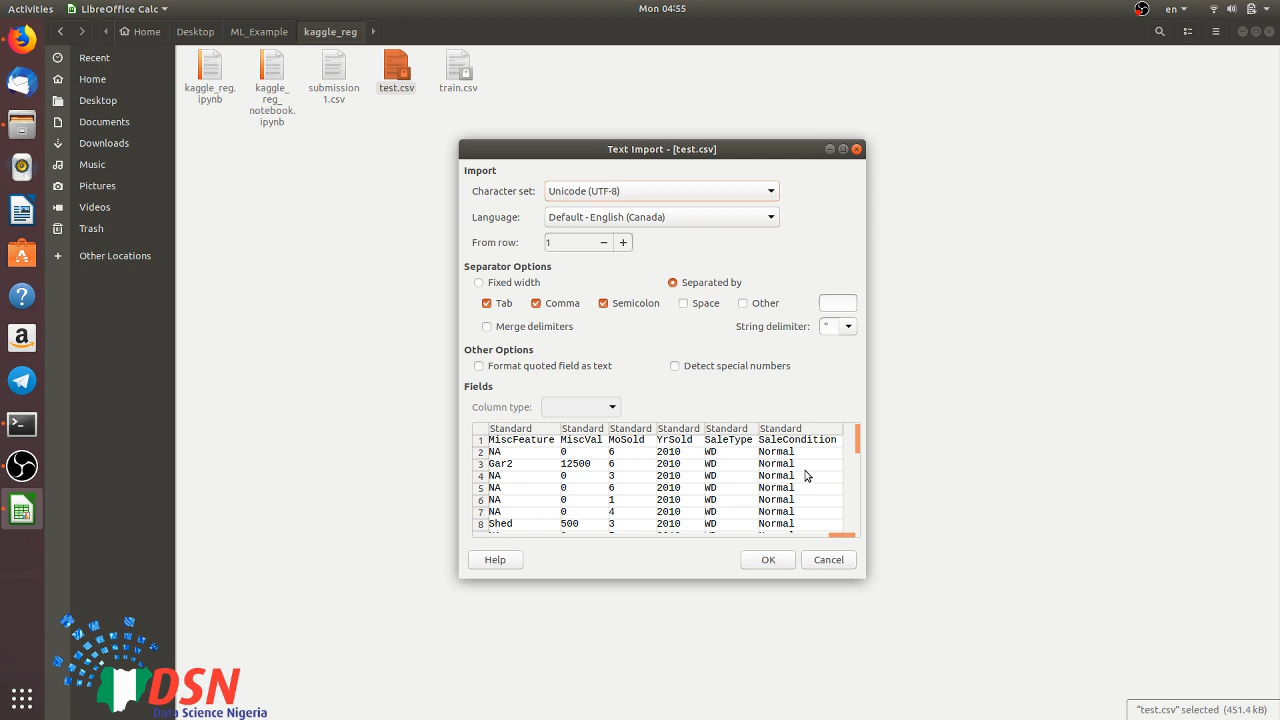 Activities LibreOffice Calc Mon 04:55 en
Home Desktop ML_Example kaggle_reg
Recent
Home
Desktop
Documents
Downloads
Music
Pictures
Videos
Trash
+ Other Locations
kaggle_reg.
ipynb
kaggle_
reg_
notebook.
ipynb
submission
1.csv
test.csv
train.csv
Text Import - [test.csv]
Import
Character set: Unicode (UTF-8)
Language: Default - English (Canada)
From row: 1 − +
Separator Options
Fixed width Separated by
Tab Comma Semicolon Space Other
Merge delimiters String delimiter: "
Other Options
Format quoted field as text Detect special numbers
Fields
Column type:
Standard Standard Standard Standard Standard Standard
1 MiscFeature MiscVal MoSold YrSold SaleType SaleCondition
2 NA 0 6 2010 WD Normal
3 Gar2 12500 6 2010 WD Normal
4 NA 0 3 2010 WD Normal
5 NA 0 6 2010 WD Normal
6 NA 0 1 2010 WD Normal
7 NA 0 4 2010 WD Normal
8 Shed 500 3 2010 WD Normal
Help OK Cancel
a
?
DSN
Data Science Nigeria
"test.csv" selected (451.4 kB)